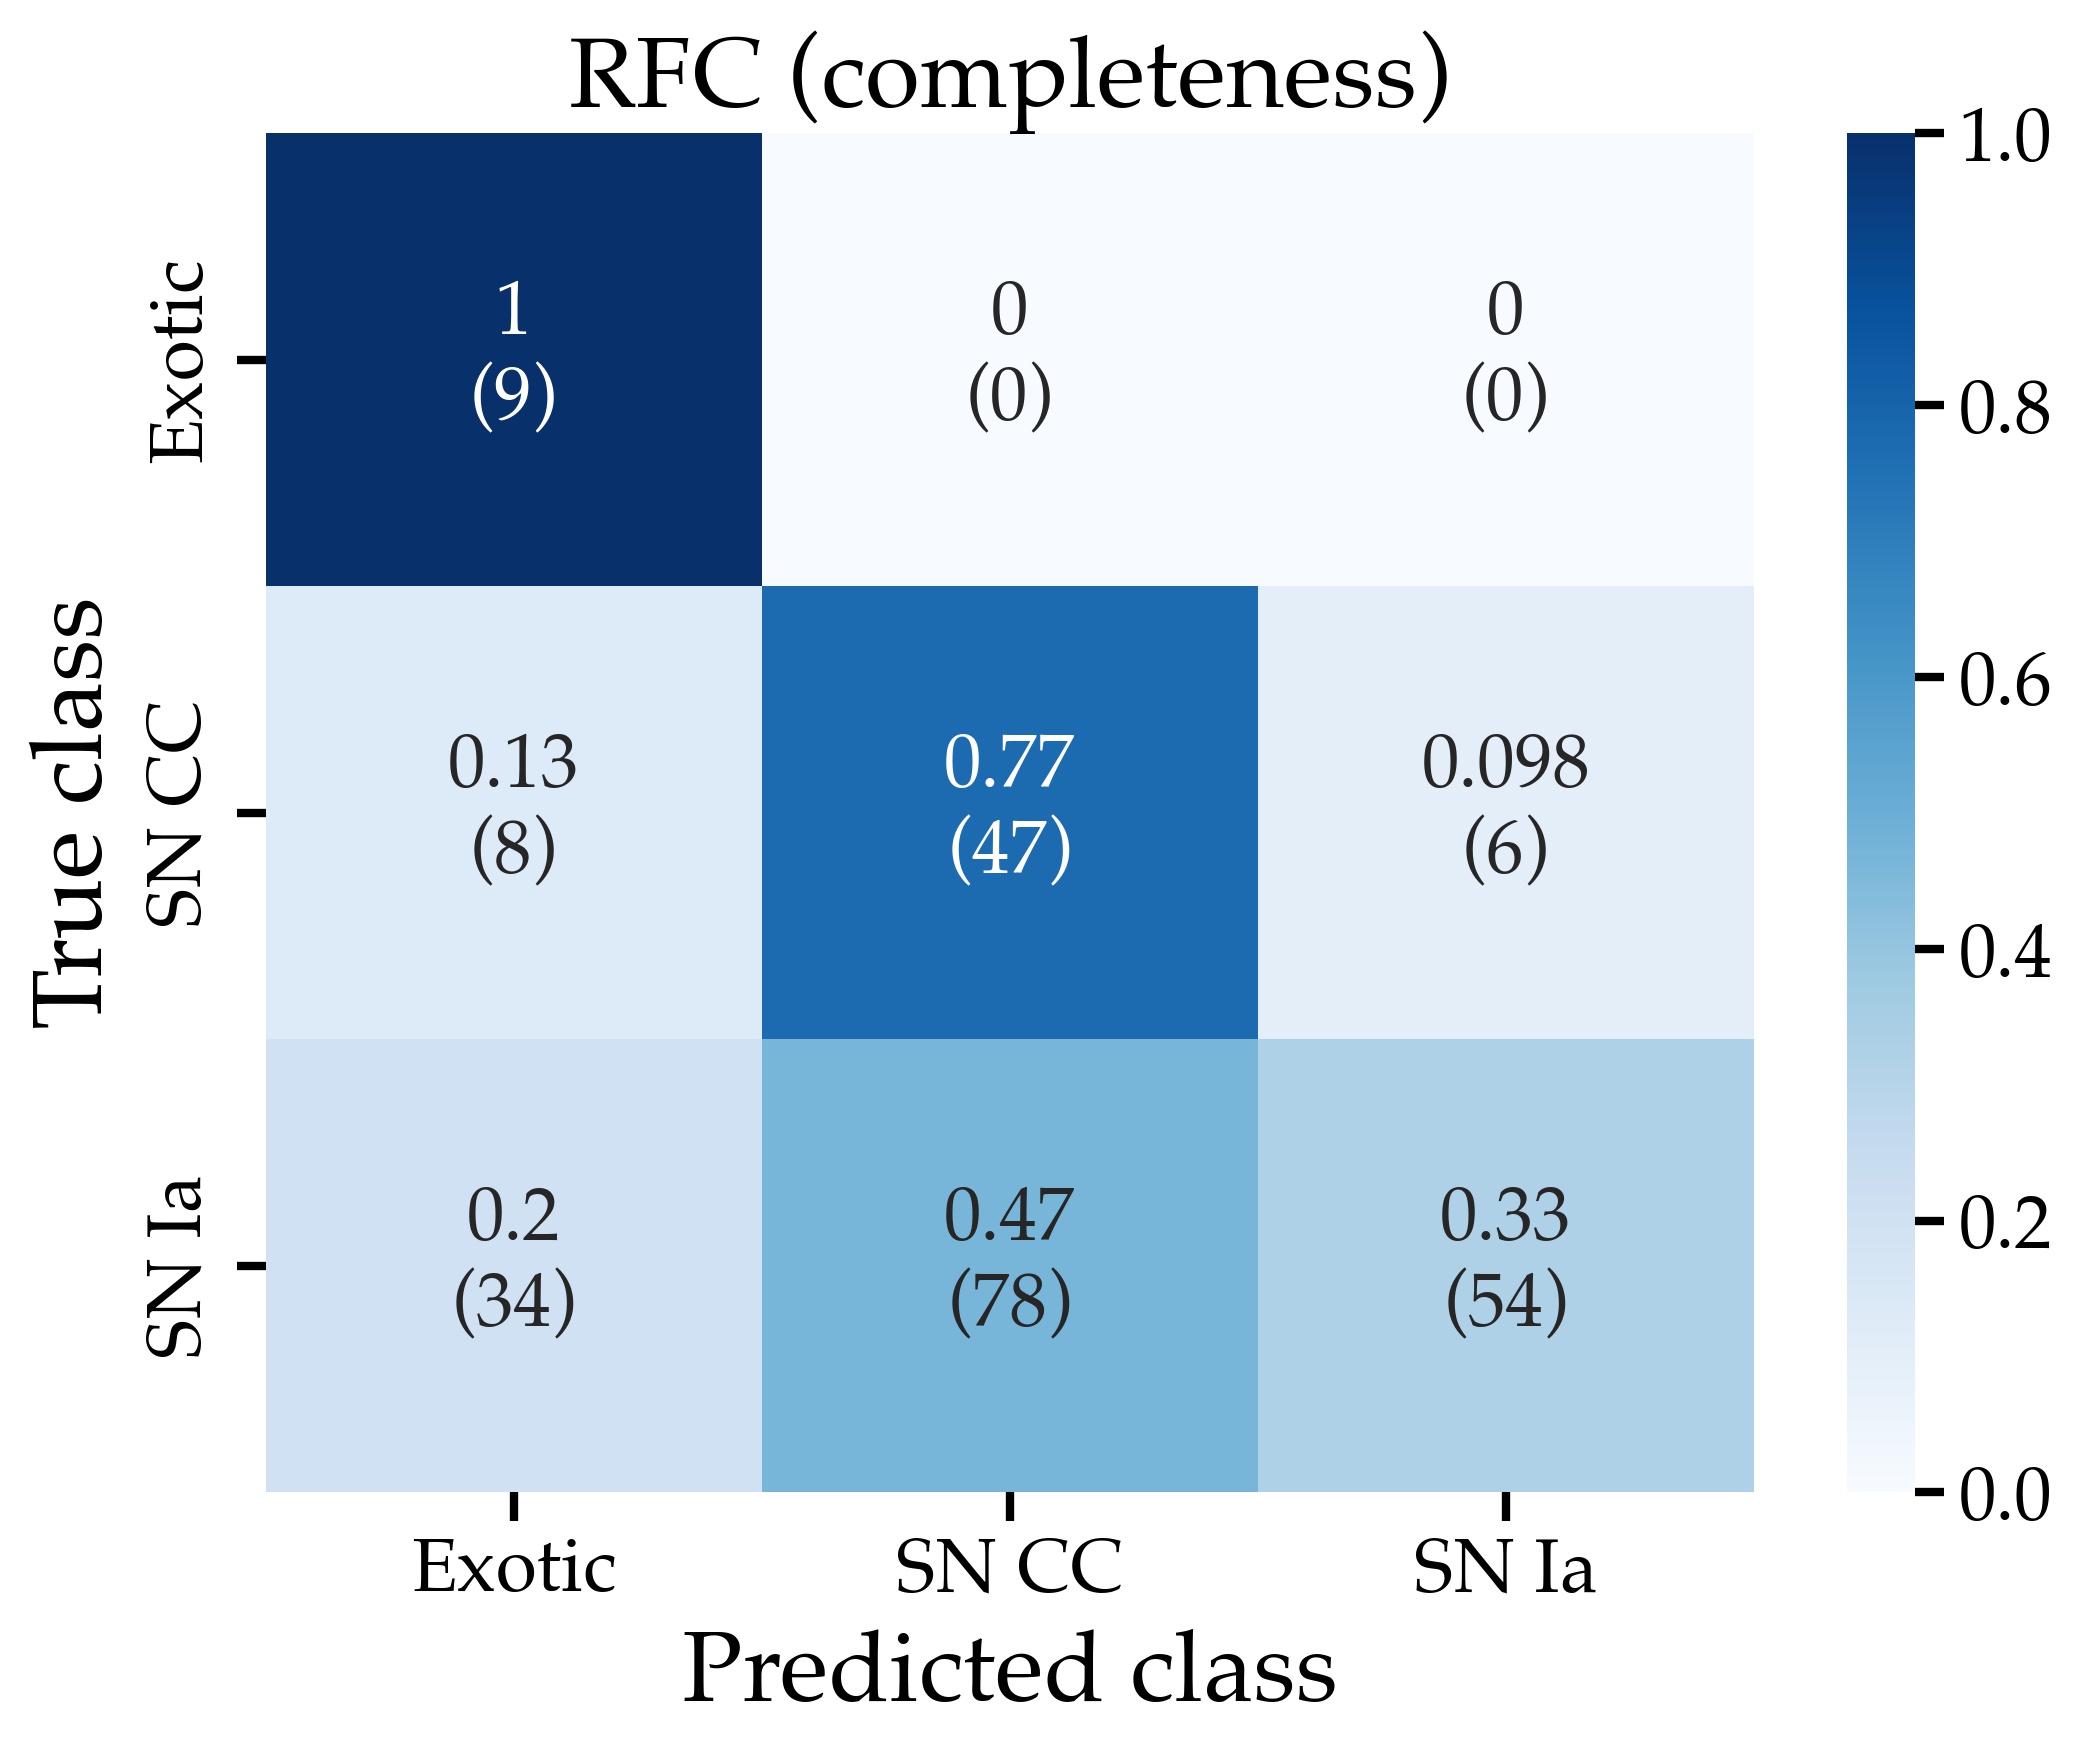 RFC (completeness)
True class
Exotic
1
(9)
0
(0)
0
(0)
SN CC
0.13
(8)
0.77
(47)
0.098
(6)
SN Ia
0.2
(34)
0.47
(78)
0.33
(54)
Exotic
SN CC
SN Ia
Predicted class
1.0
0.8
0.6
0.4
0.2
0.0